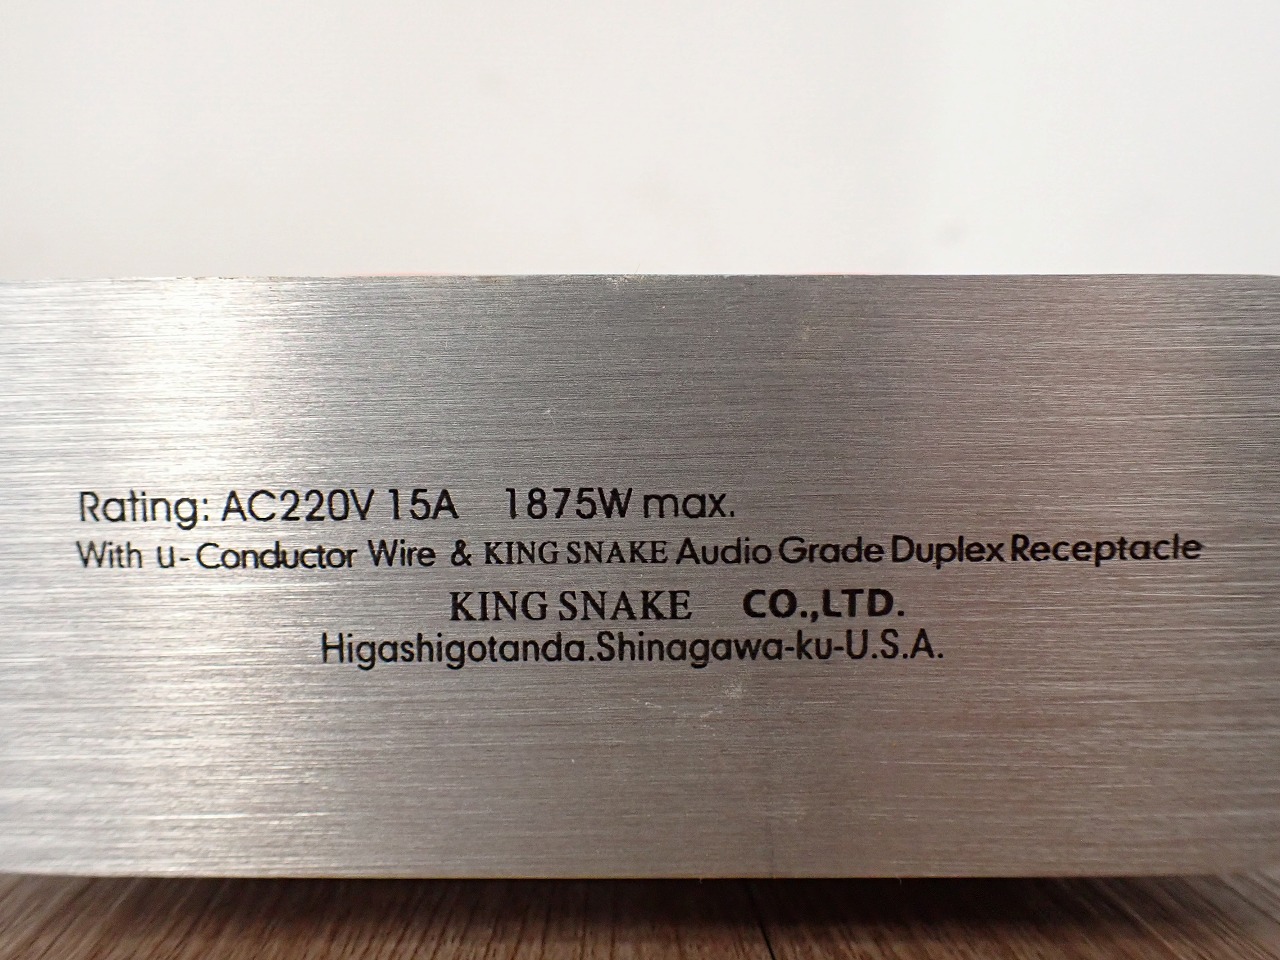 Rating: AC220V 15A 1875W max.
With u-Conductor Wire & KING SNAKE Audio Grade Duplex Receptacle
KING SNAKE CO.,LTD.
Higashigotanda.Shinagawa-ku-U.S.A.